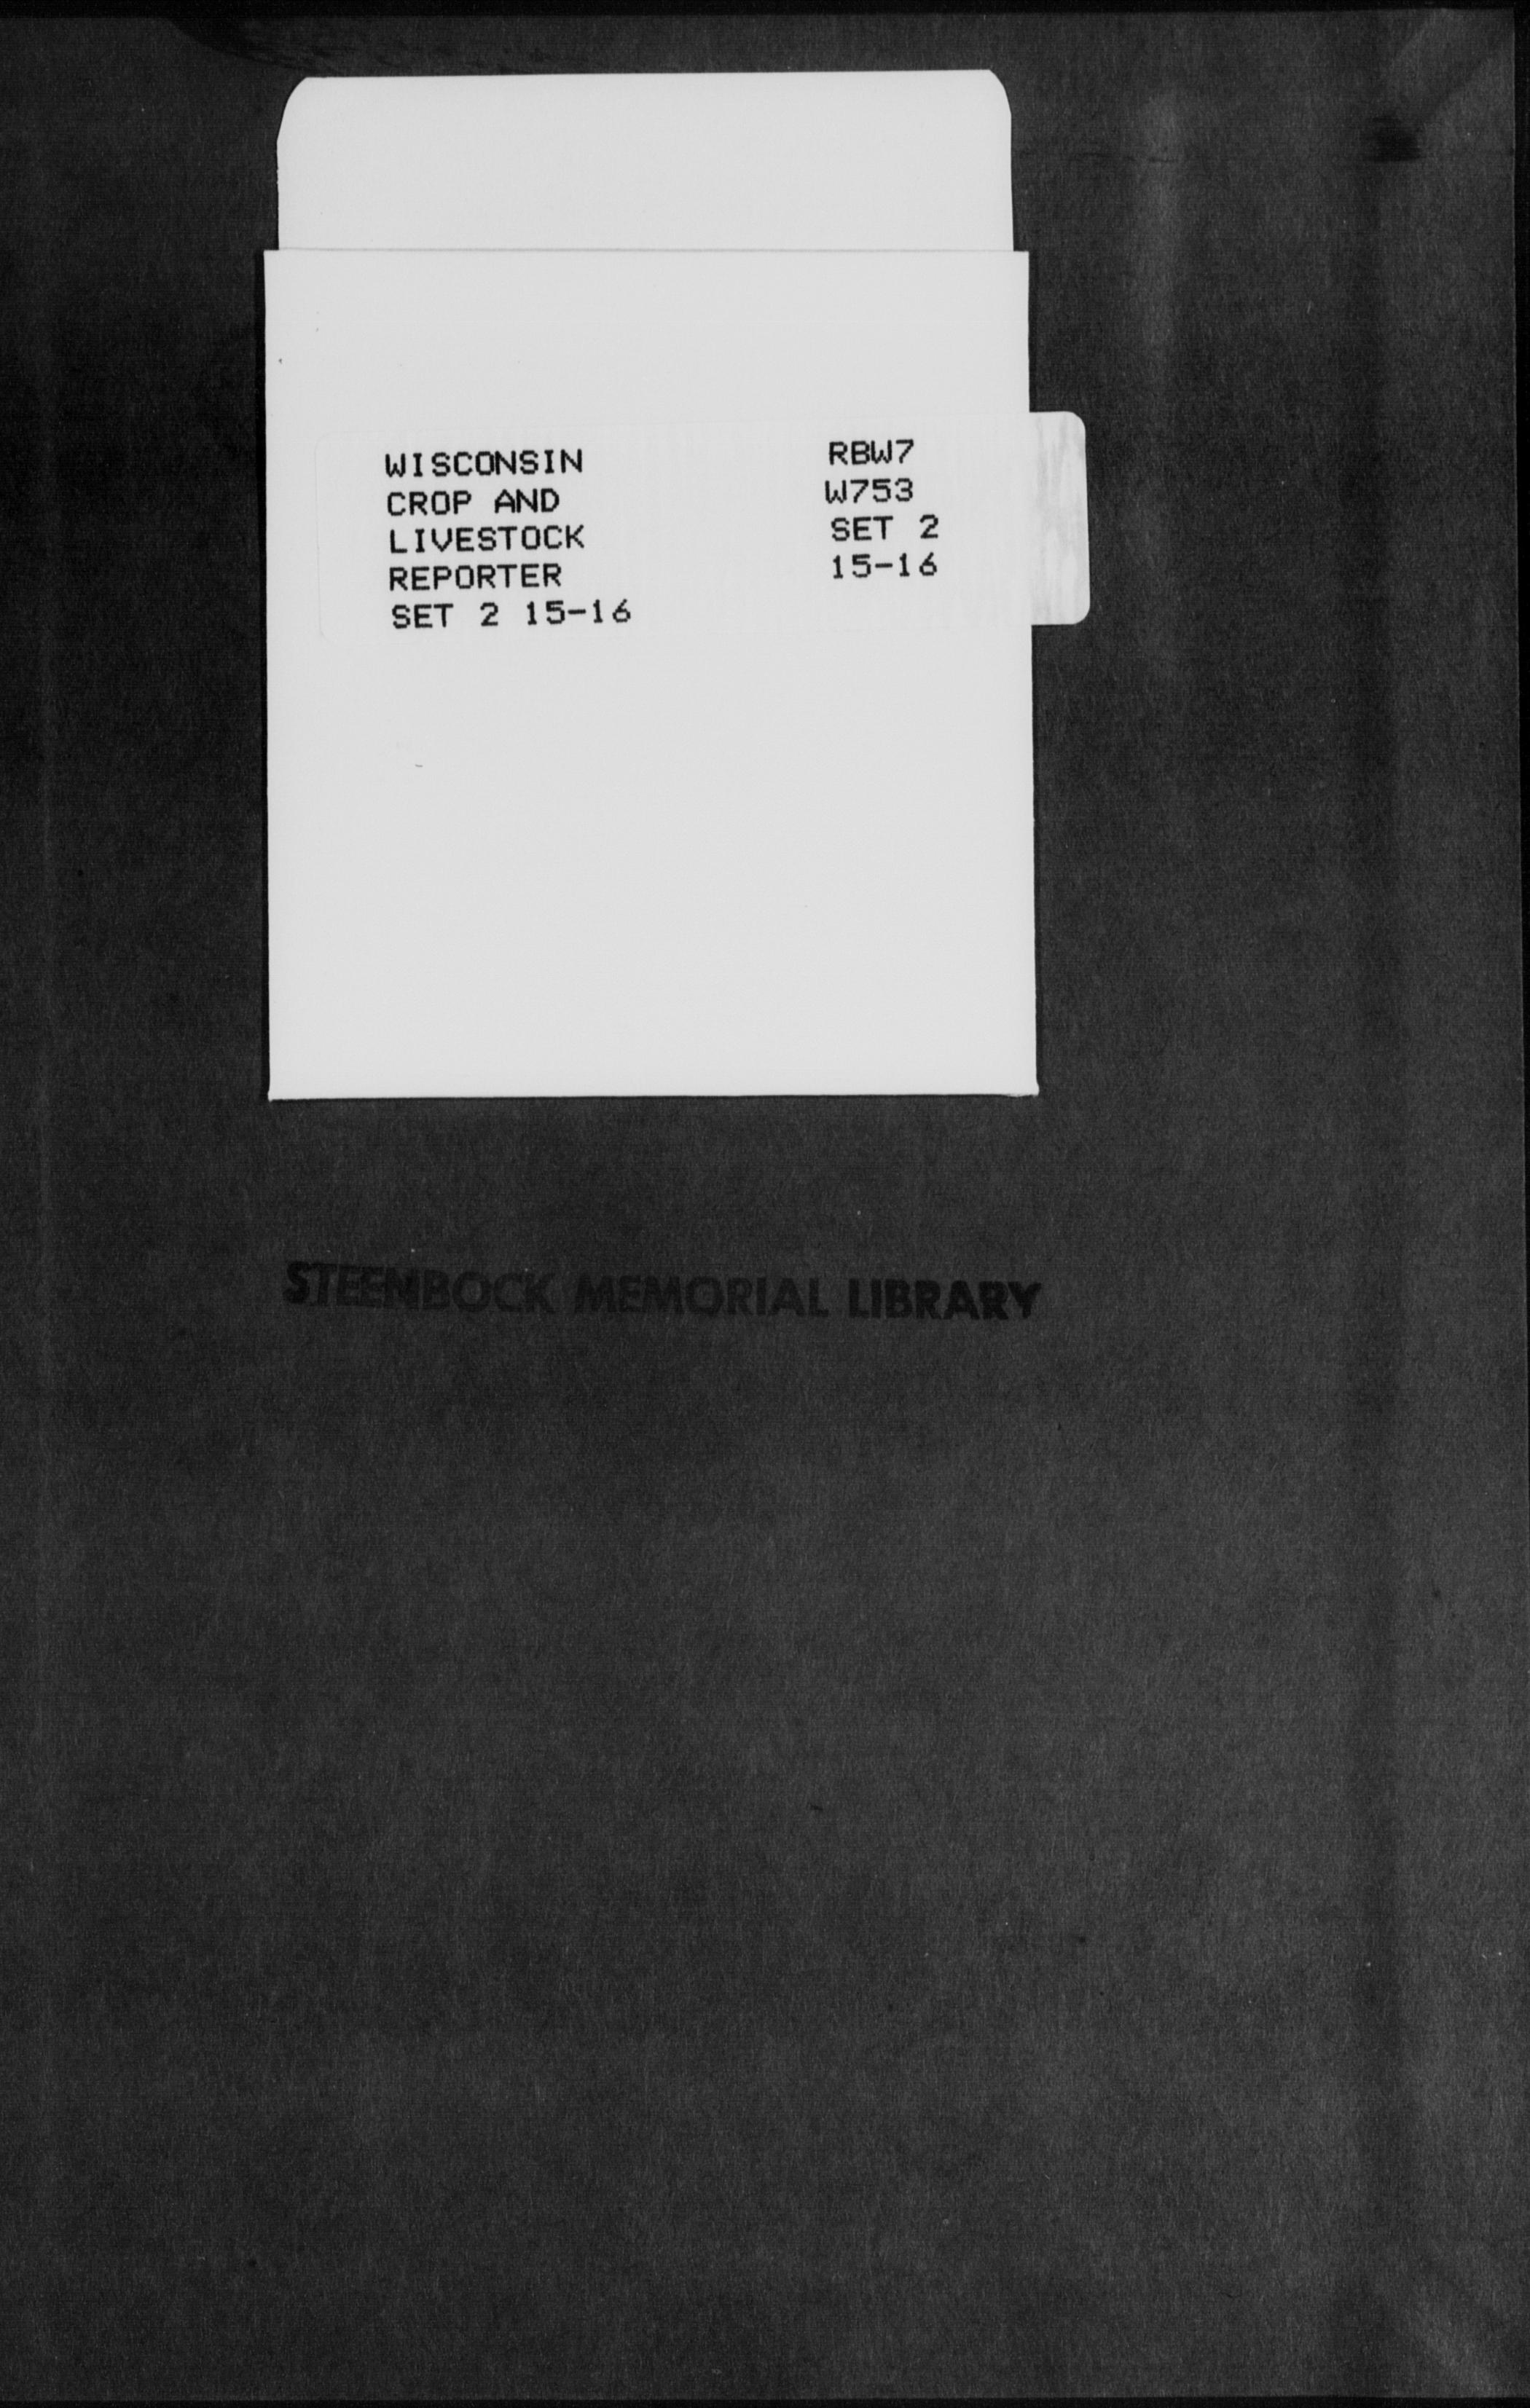 WISCONSIN
CROP AND
LIVESTOCK
REPORTER
SET 2 15-16
RBW7
W753
SET 2
15-16
STEENBOCK MEMORIAL LIBRARY